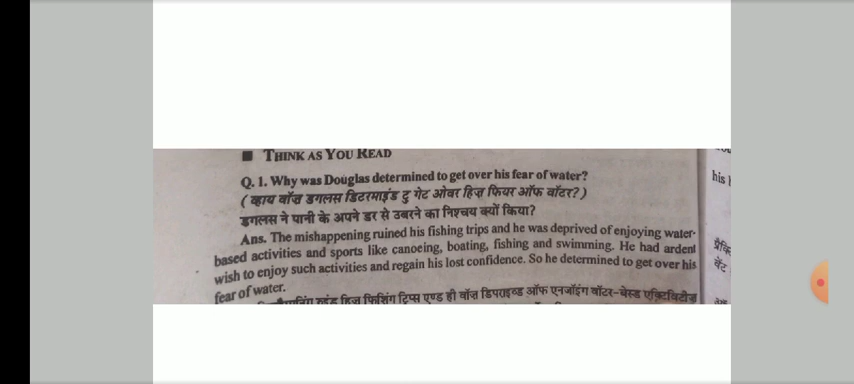 ■ THINK AS YOU READ
Q. 1. Why was Douglas determined to get over his fear of water?
( व्हाय वॉज़ डगलस डिटरमाइंड टु गेट ओवर हिज़ फियर ऑफ वॉटर? )
डगलस ने पानी के अपने डर से उबरने का निश्चय क्यों किया?
Ans. The mishappening ruined his fishing trips and he was deprived of enjoying water-
based activities and sports like canoeing, boating, fishing and swimming. He had ardent
wish to enjoy such activities and regain his lost confidence. So he determined to get over his
fear of water.
हिज़ फिशिंग ट्रिप्स एण्ड ही वॉज़ डिपराइव्ड ऑफ एनजॉइंग वॉटर-बेस्ड एक्टिविटीज़
his